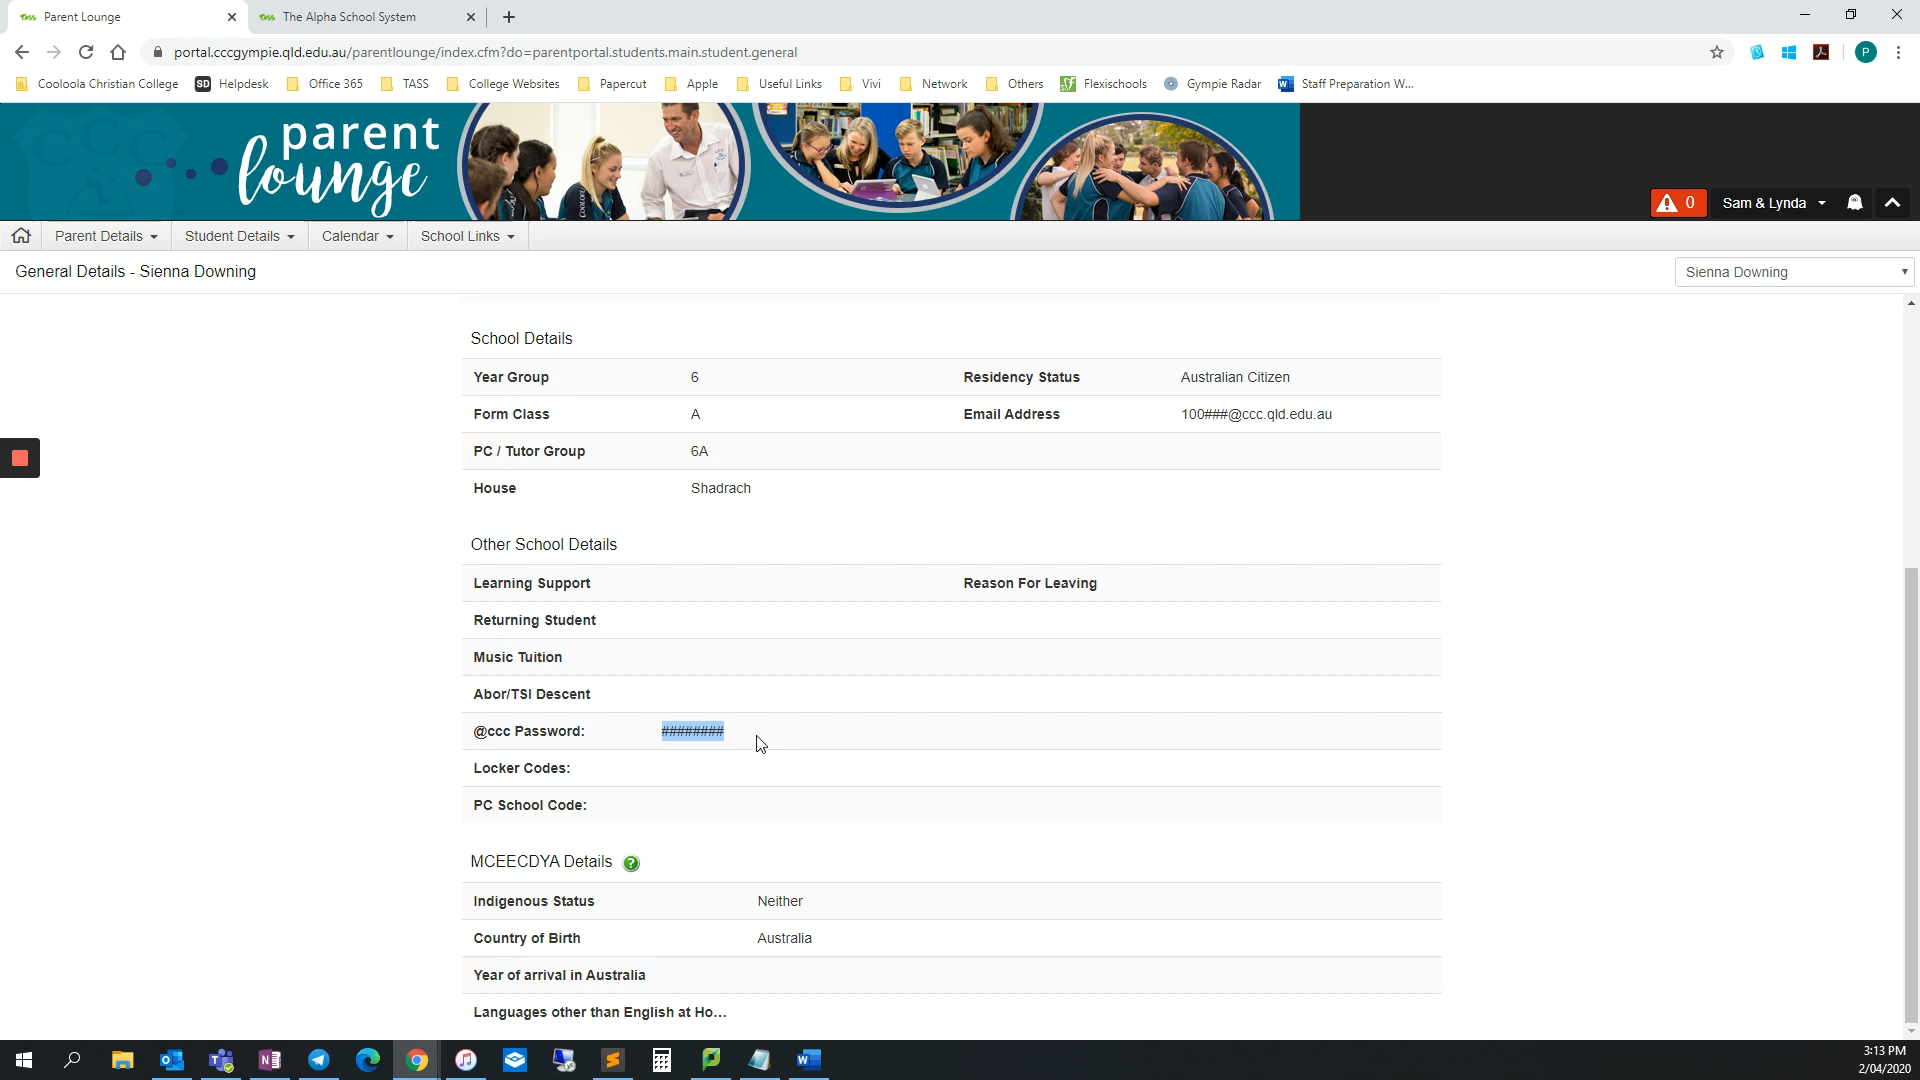 Parent Lounge
The Alpha School System
portal.cccgympie.qld.edu.au/parentlounge/index.cfm?do=parentportal.students.main.student.general
Cooloola Christian College
SD Helpdesk
Office 365
TASS
College Websites
Papercut
Apple
Useful Links
Vivi
Network
Others
Flexischools
Gympie Radar
Staff Preparation W...
parent
lounge
0
Sam & Lynda
Parent Details
Student Details
Calendar
School Links
General Details - Sienna Downing
Sienna Downing
School Details
Year Group 6 Residency Status Australian Citizen
Form Class A Email Address 100###@ccc.qld.edu.au
PC / Tutor Group 6A
House Shadrach
Other School Details
Learning Support Reason For Leaving
Returning Student
Music Tuition
Abor/TSI Descent
@ccc Password: ########
Locker Codes:
PC School Code:
MCEECDYA Details ?
Indigenous Status Neither
Country of Birth Australia
Year of arrival in Australia
Languages other than English at Ho...
3:13 PM
2/04/2020